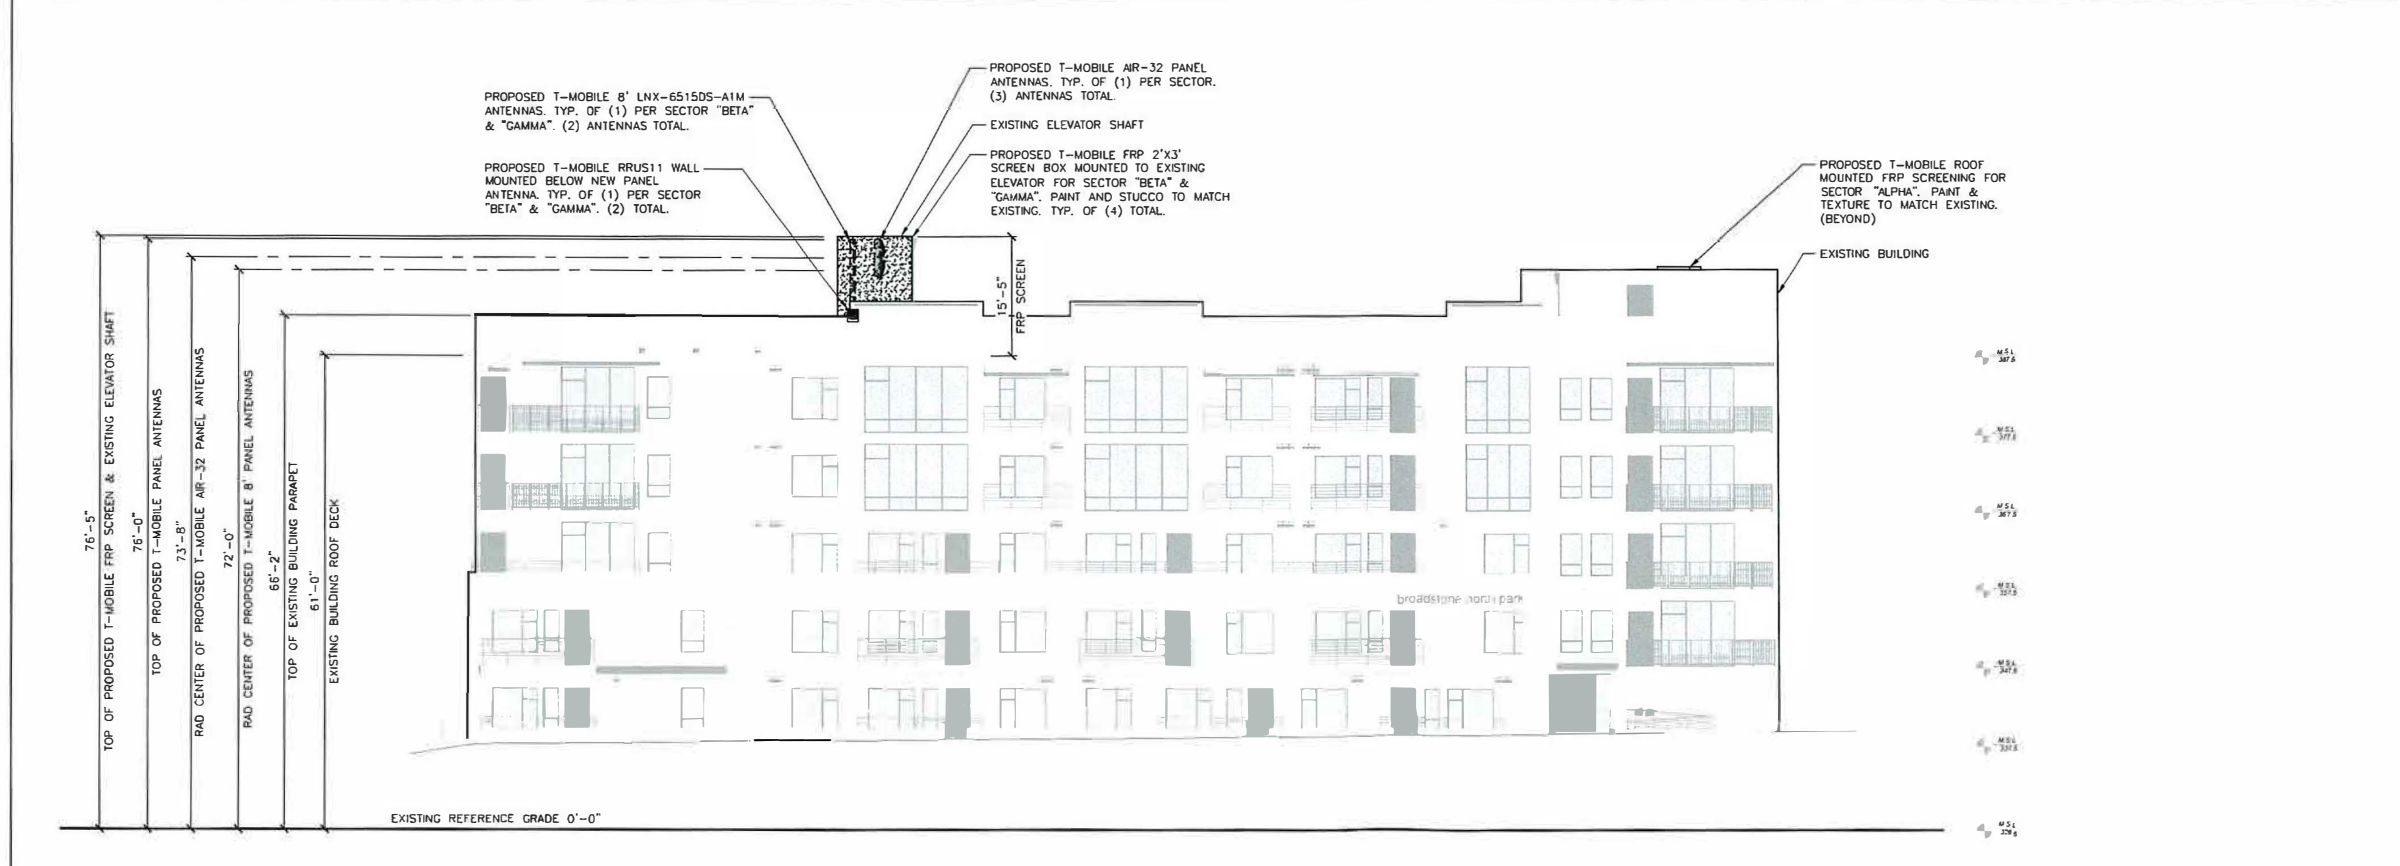 PROPOSED T-MOBILE 8' LNX-6515DS-A1M
ANTENNAS. TYP. OF (1) PER SECTOR "BETA"
& "GAMMA". (2) ANTENNAS TOTAL.
PROPOSED T-MOBILE RRUS11 WALL
MOUNTED BELOW NEW PANEL
ANTENNA. TYP. OF (1) PER SECTOR
"BETA" & "GAMMA". (2) TOTAL.
PROPOSED T-MOBILE AIR-32 PANEL
ANTENNAS. TYP. OF (1) PER SECTOR.
(3) ANTENNAS TOTAL.
EXISTING ELEVATOR SHAFT
PROPOSED T-MOBILE FRP 2'X3'
SCREEN BOX MOUNTED TO EXISTING
ELEVATOR FOR SECTOR "BETA" &
"GAMMA". PAINT AND STUCCO TO MATCH
EXISTING. TYP. OF (4) TOTAL.
PROPOSED T-MOBILE ROOF
MOUNTED FRP SCREENING FOR
SECTOR "ALPHA". PAINT &
TEXTURE TO MATCH EXISTING.
(BEYOND)
EXISTING BUILDING
15'-5"
FRP SCREEN
76'-5"
TOP OF PROPOSED T-MOBILE FRP SCREEN & EXISTING ELEVATOR SHAFT
76'-0"
TOP OF PROPOSED T-MOBILE PANEL ANTENNAS
73'-8"
RAD CENTER OF PROPOSED T-MOBILE AIR-32 PANEL ANTENNAS
72'-0"
RAD CENTER OF PROPOSED T-MOBILE 8' PANEL ANTENNAS
66'-2"
TOP OF EXISTING BUILDING PARAPET
61'-0"
EXISTING BUILDING ROOF DECK
broadstone north park
EXISTING REFERENCE GRADE 0'-0"
MSL
MSL
MSL
MSL
MSL
MSL
MSL